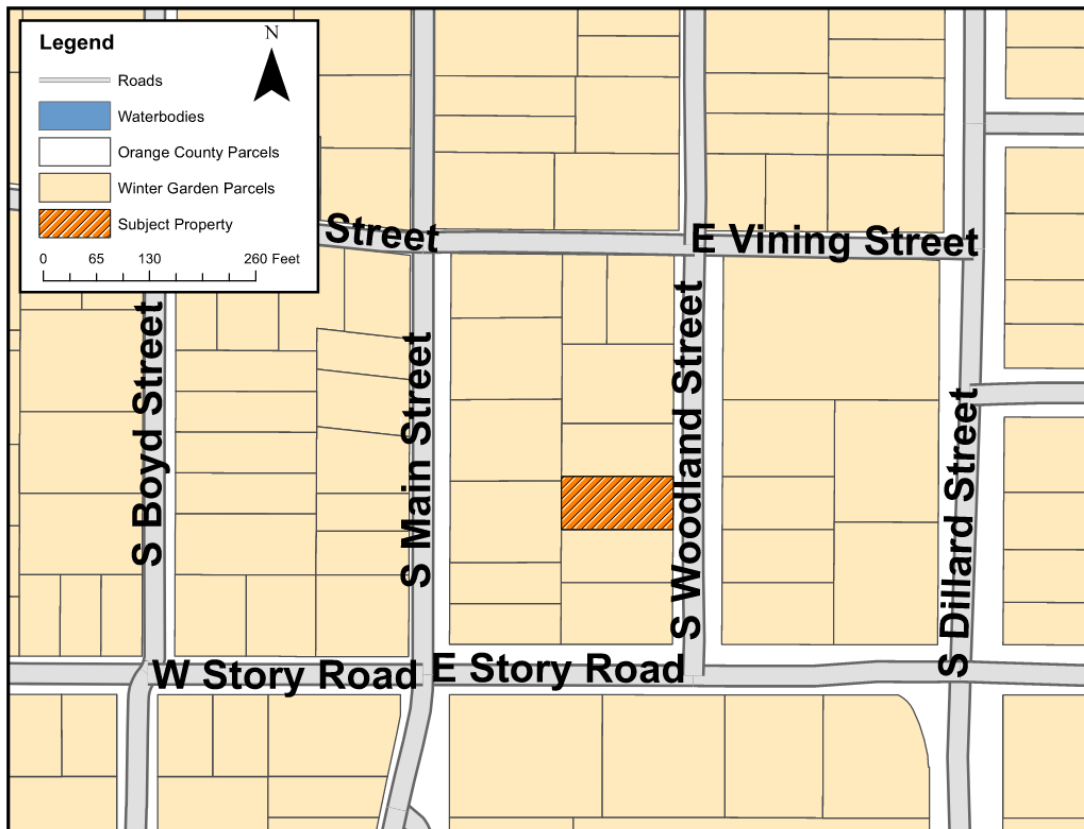 Legend
N
Roads
Waterbodies
Orange County Parcels
Winter Garden Parcels
Subject Property
0 65 130 260 Feet
Street
E Vining Street
S Boyd Street
S Main Street
S Woodland Street
S Dillard Street
W Story Road
E Story Road